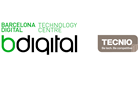 BARCELONA TECHNOLOGY
DIGITAL CENTRE
bdigital
TECNIO